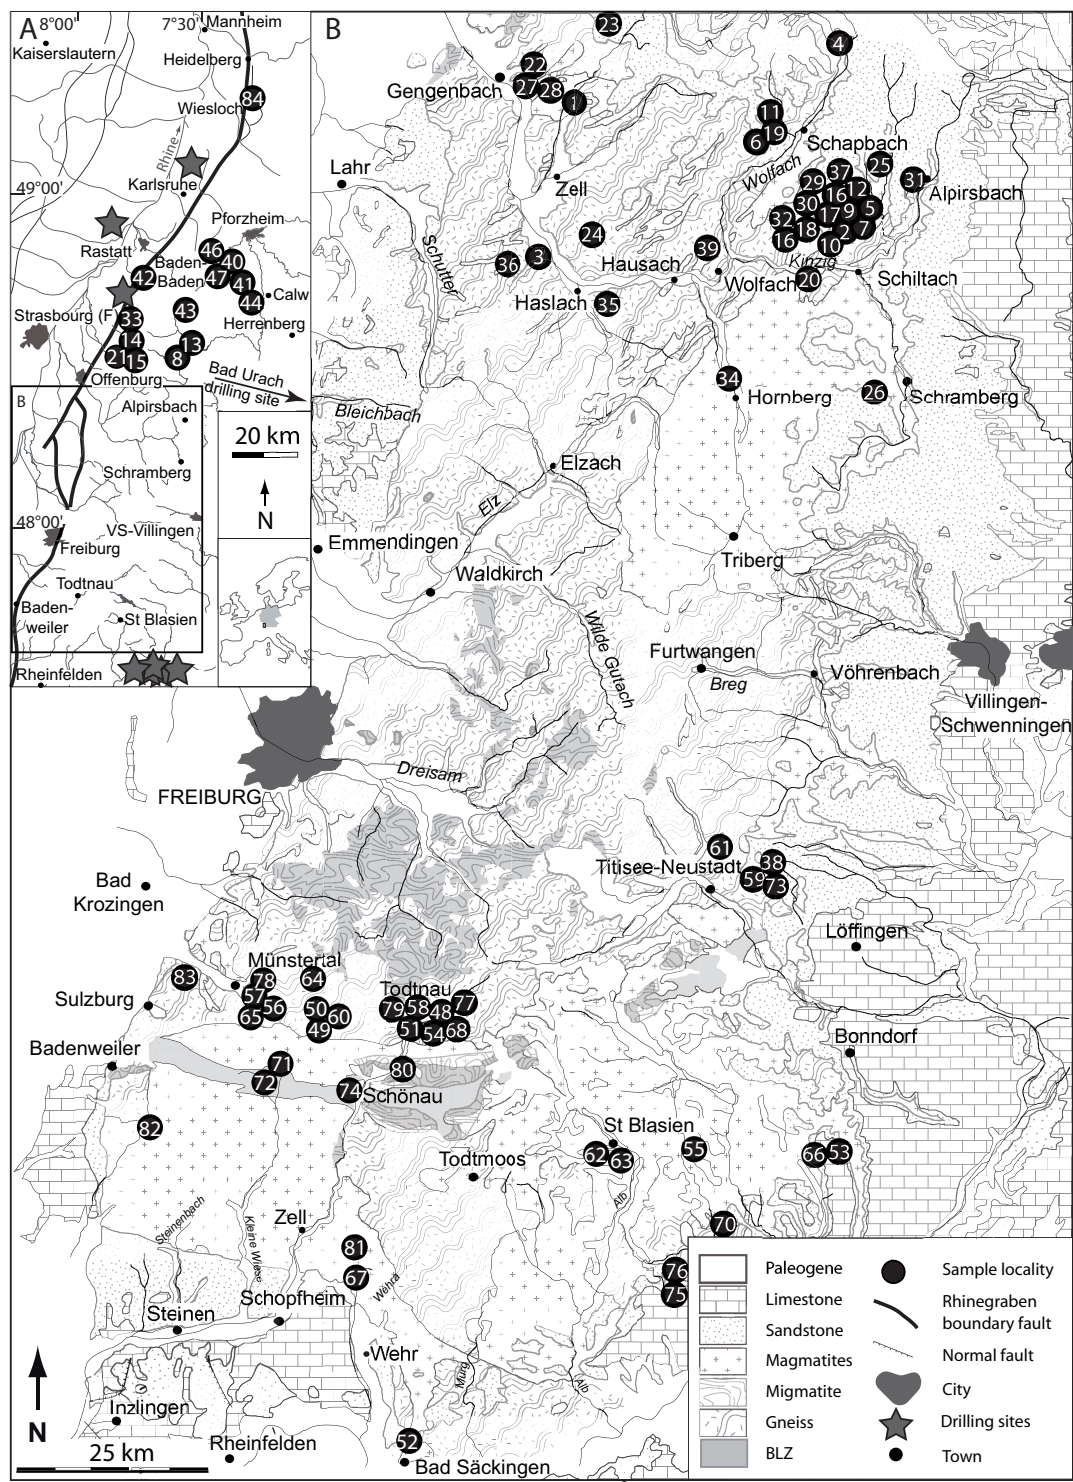 A
8°00'
7°30'
Mannheim
Kaiserslautern
Heidelberg
84
Wiesloch
Rhine
49°00'
Karlsruhe
Pforzheim
Rastatt
46
Baden
40
42
Baden
47
41
44
Calw
33
43
Strasbourg (F)
Herrenberg
14
13
21
15
8
Offenburg
Bad Urach
drilling site
B
Alpirsbach
20 km
Schramberg
N
48°00'
VS-Villingen
Freiburg
Todtnau
Baden-
weiler
St Blasien
Rheinfelden
B
23
4
22
Gengenbach
27
28
1
11
19
6
Schapbach
Lahr
Wolfach
37
25
Zell
29
12
31
Alpirsbach
16
30
9
5
32
17
18
2
7
24
16
10
Schutter
39
36
3
Hausach
Kinzig
Wolfach
20
Schiltach
Haslach
35
34
Hornberg
26
Schramberg
Bleichbach
Elzach
Elz
Emmendingen
Triberg
Waldkirch
Wilde Gutach
Furtwangen
Breg
Vöhrenbach
Villingen-
Schwenningen
Dreisam
FREIBURG
61
Titisee-Neustadt
38
59
73
Bad
Krozingen
Löffingen
Münstertal
83
78
64
Todtnau
Sulzburg
57
56
65
50
60
49
79
58
48
77
51
54
68
Badenweiler
Bonndorf
71
80
72
74
Schönau
82
St Blasien
62
63
55
66
53
Todtmoos
Alb
Steinenbach
Kleine Wiese
Zell
70
81
67
Wehra
76
75
Schopfheim
Steinen
Wehr
Murg
Alb
Inzlingen
N
25 km
Rheinfelden
52
Bad Säckingen
Paleogene
Limestone
Sandstone
Magmatites
Migmatite
Gneiss
BLZ
Sample locality
Rhinegraben
boundary fault
Normal fault
City
Drilling sites
Town